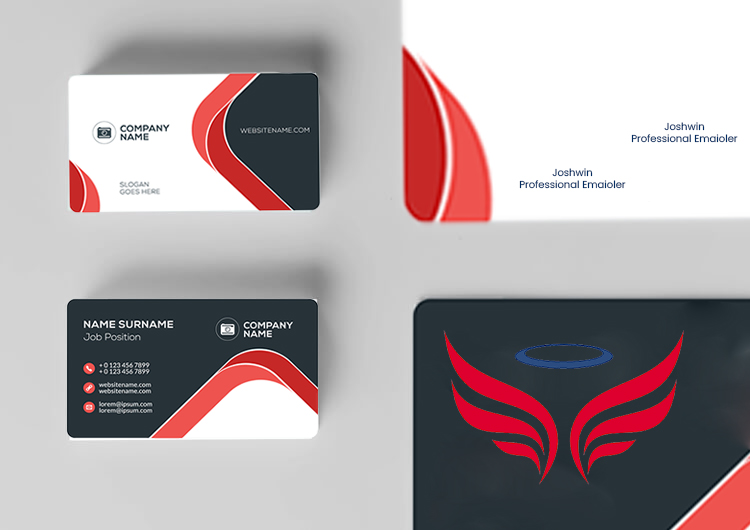 COMPANY
NAME
WEBSITENAME.COM
SLOGAN
GOES HERE
Joshwin
Professional Emaioler
Joshwin
Professional Emaioler
NAME SURNAME
Job Position
COMPANY
NAME
+ 0 123 456 7899
+ 0 123 456 7899
websitename.com
websitename.com
lorem@ipsum.com
lorem@ipsum.com